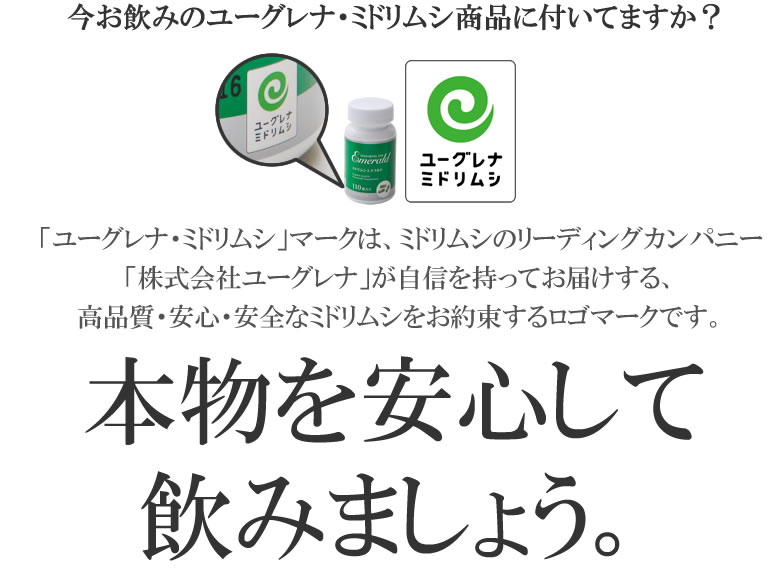 今お飲みのユーグレナ・ミドリムシ商品に付いてますか？
16
ユーグレナ
ミドリムシ
Emerald
ユーグレナ
ミドリムシ
「ユーグレナ・ミドリムシ」マークは、ミドリムシのリーディングカンパニー
「株式会社ユーグレナ」が自信を持ってお届けする、
高品質・安心・安全なミドリムシをお約束するロゴマークです。
本物を安心して
飲みましょう。